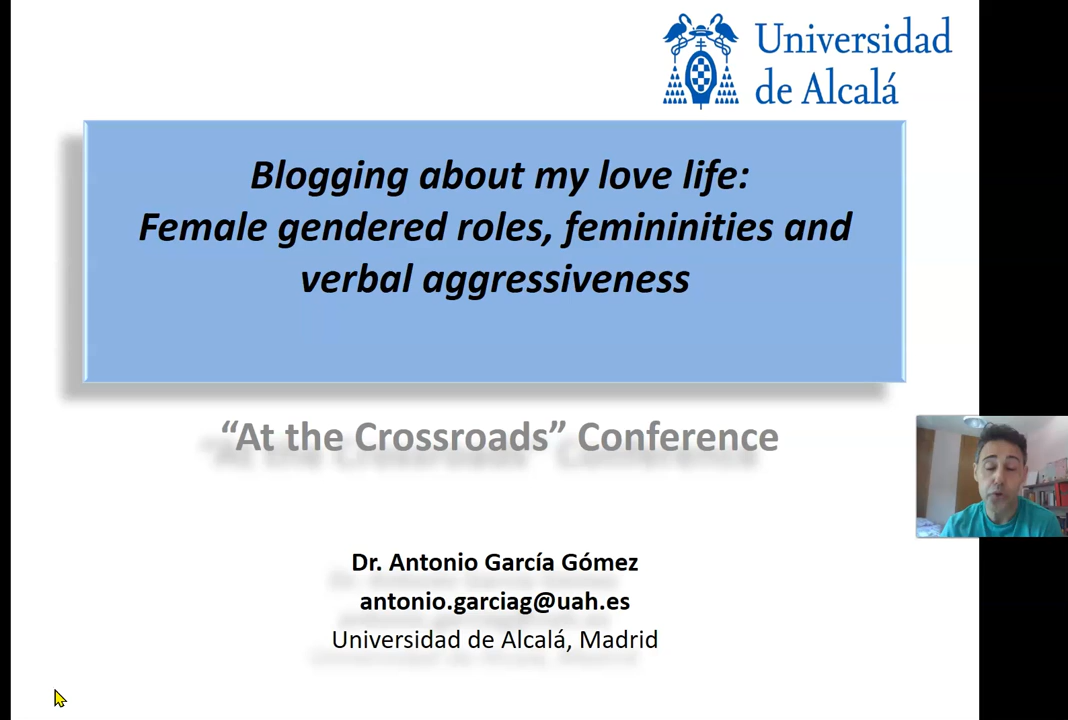 Universidad
de Alcalá
Blogging about my love life:
Female gendered roles, femininities and
verbal aggressiveness
“At the Crossroads” Conference
Dr. Antonio García Gómez
antonio.garciag@uah.es
Universidad de Alcalá, Madrid